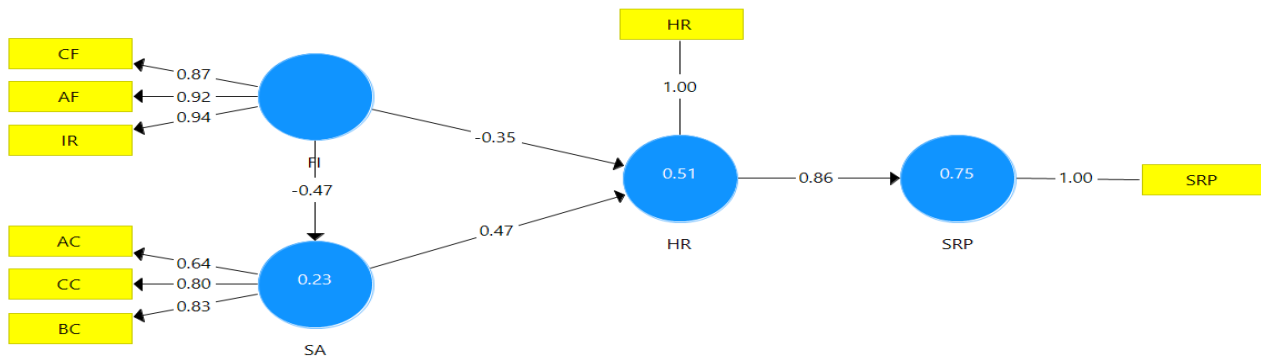 HR
CF
0.87
AF
0.92
1.00
IR
0.94
-0.35
FI
0.51
0.86
0.75
1.00
SRP
-0.47
AC
0.47
HR
SRP
0.64
CC
0.80
0.23
BC
0.83
SA